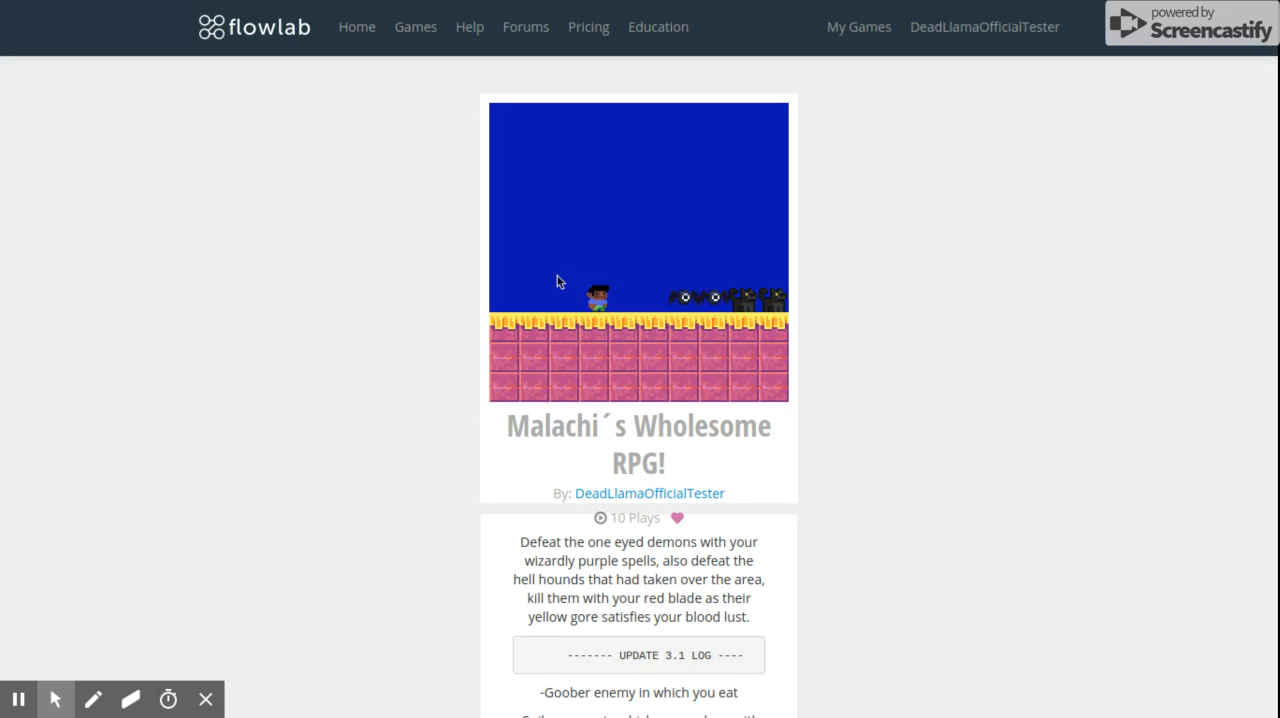 flowlab Home Games Help Forums Pricing Education My Games DeadLlamaOfficialTester
powered by
Screencastify
Malachi´s Wholesome
RPG!
By: DeadLlamaOfficialTester
10 Plays
Defeat the one eyed demons with your
wizardly purple spells, also defeat the
hell hounds that had taken over the area,
kill them with your red blade as their
yellow gore satisfies your blood lust.
------- UPDATE 3.1 LOG ----
-Goober enemy in which you eat